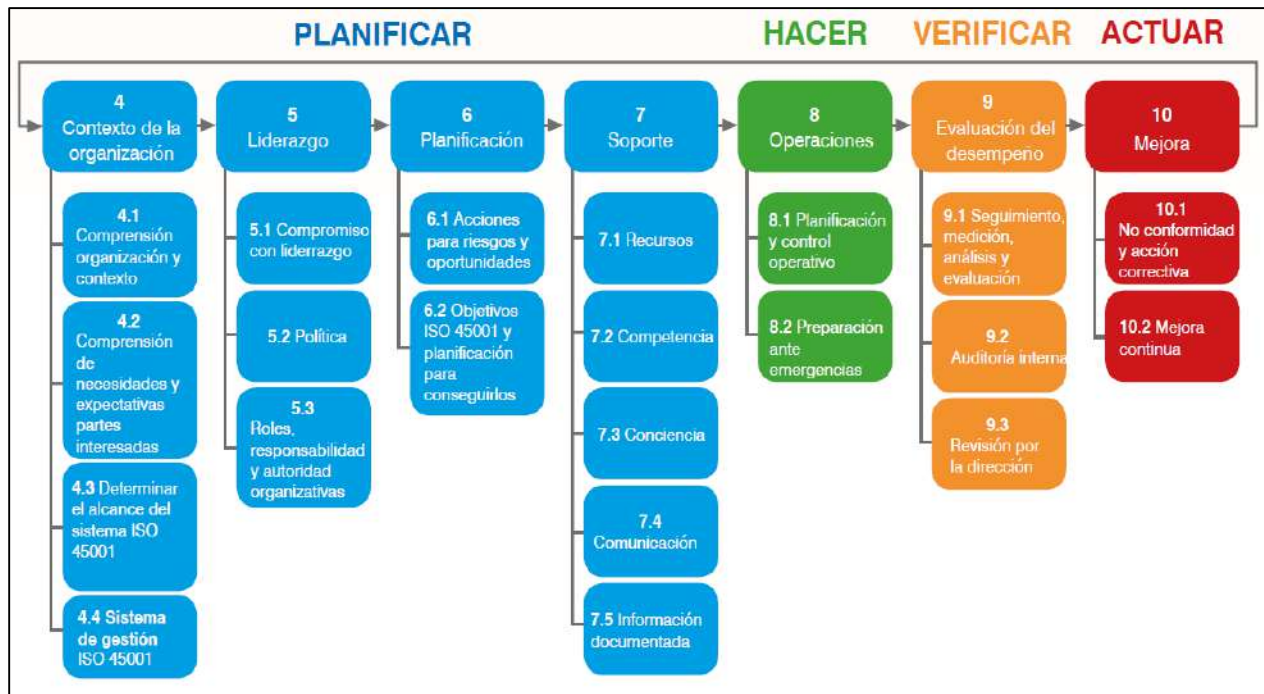 PLANIFICAR
HACER
VERIFICAR
ACTUAR
4
Contexto de la
organización
5
Liderazgo
6
Planificación
7
Soporte
8
Operaciones
9
Evaluación del
desempeño
10
Mejora
4.1
Comprensión
organización y
contexto
4.2
Comprensión
de
necesidades y
expectativas
partes
interesadas
4.3 Determinar
el alcance del
sistema ISO
45001
4.4 Sistema
de gestión
ISO 45001
5.1 Compromiso
con liderazgo
5.2 Política
5.3
Roles,
responsabilidad
y autoridad
organizativas
6.1 Acciones
para riesgos y
oportunidades
6.2 Objetivos
ISO 45001 y
planificación
para
conseguirlos
7.1 Recursos
7.2 Competencia
7.3 Conciencia
7.4
Comunicación
7.5 Información
documentada
8.1 Planificación
y control
operativo
8.2 Preparación
ante
emergencias
9.1 Seguimiento,
medición,
análisis y
evaluación
9.2
Auditoría interna
9.3
Revisión por
la dirección
10.1
No conformidad
y acción
correctiva
10.2 Mejora
continua